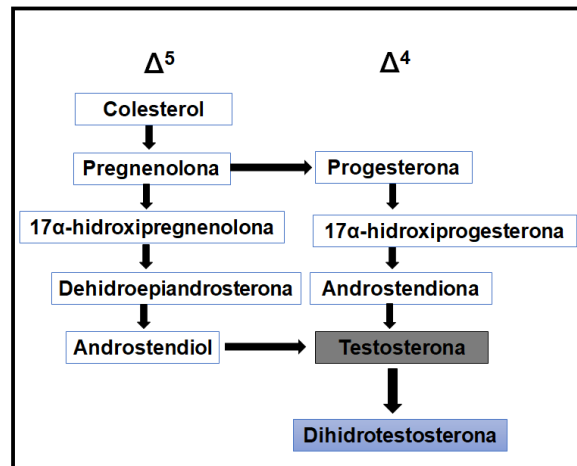 Δ5 Δ4
Colesterol
Pregnenolona Progesterona
17α-hidroxipregnenolona 17α-hidroxiprogesterona
Dehidroepiandrosterona Androstendiona
Androstendiol Testosterona
Dihidrotestosterona